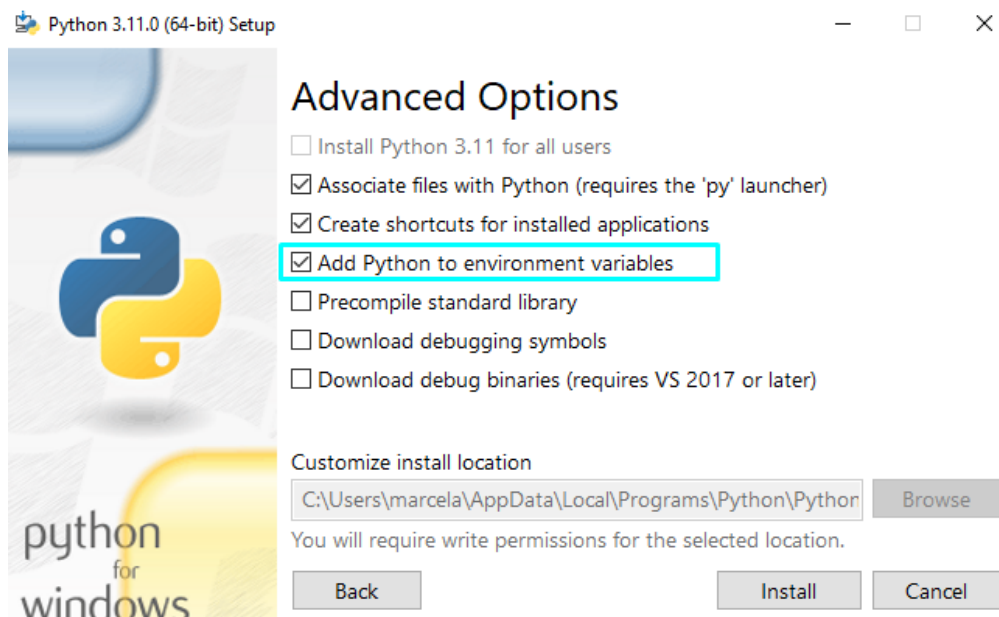 Python 3.11.0 (64-bit) Setup
Advanced Options
Install Python 3.11 for all users
Associate files with Python (requires the 'py' launcher)
Create shortcuts for installed applications
Add Python to environment variables
Precompile standard library
Download debugging symbols
Download debug binaries (requires VS 2017 or later)
Customize install location
C:\Users\marcela\AppData\Local\Programs\Python\Python
Browse
You will require write permissions for the selected location.
python
for
windows
Back
Install
Cancel